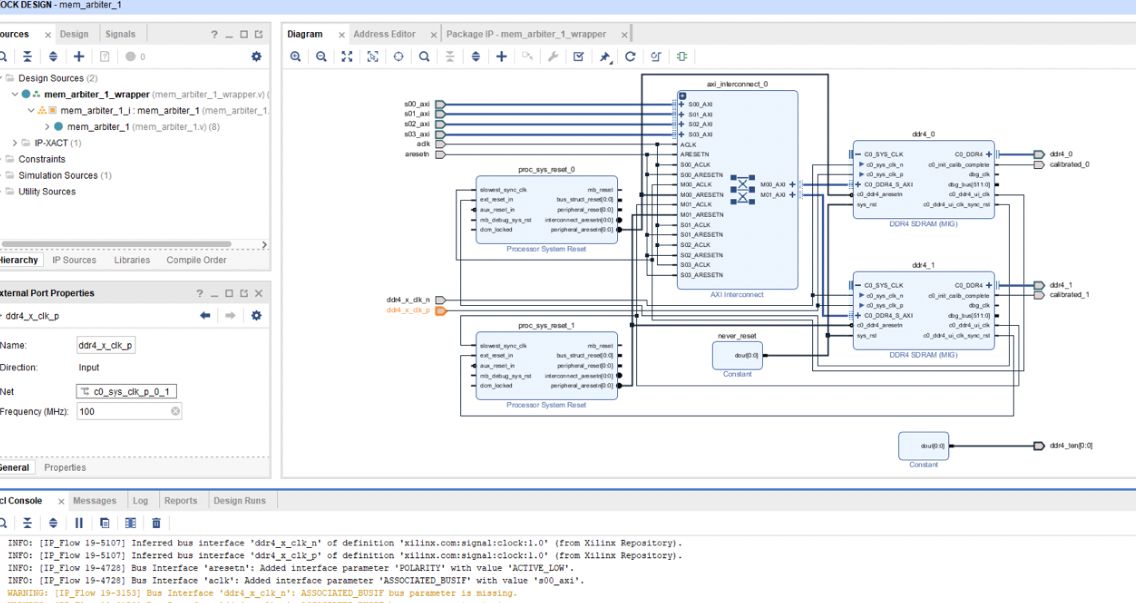 OCK DESIGN - mem_arbiter_1
ources
Design
Signals
0
Design Sources (2)
mem_arbiter_1_wrapper (mem_arbiter_1_wrapper.v)
mem_arbiter_1_i : mem_arbiter_1 (mem_arbiter_1.
mem_arbiter_1 (mem_arbiter_1.v) (8)
IP-XACT (1)
Constraints
Simulation Sources (1)
Utility Sources
Hierarchy
IP Sources
Libraries
Compile Order
xternal Port Properties
ddr4_x_clk_p
Name:
ddr4_x_clk_p
Direction:
Input
Net
c0_sys_clk_p_0_1
Frequency (MHz):
100
General
Properties
Diagram
Address Editor
Package IP - mem_arbiter_1_wrapper
s00_axi
s01_axi
s02_axi
s03_axi
aclk
aresetn
proc_sys_reset_0
slowest_sync_clk
ext_reset_in
aux_reset_in
mb_debug_sys_rst
dcm_locked
mb_reset
bus_struct_reset[0:0]
peripheral_reset[0:0]
interconnect_aresetn[0:0]
peripheral_aresetn[0:0]
Processor System Reset
ddr4_x_clk_n
ddr4_x_clk_p
proc_sys_reset_1
slowest_sync_clk
ext_reset_in
aux_reset_in
mb_debug_sys_rst
dcm_locked
mb_reset
bus_struct_reset[0:0]
peripheral_reset[0:0]
interconnect_aresetn[0:0]
peripheral_aresetn[0:0]
Processor System Reset
axi_interconnect_0
S00_AXI
S01_AXI
S02_AXI
S03_AXI
ACLK
ARESETN
S00_ACLK
S00_ARESETN
M00_ACLK
M00_ARESETN
M01_ACLK
M01_ARESETN
S01_ACLK
S01_ARESETN
S02_ACLK
S02_ARESETN
S03_ACLK
S03_ARESETN
M00_AXI
M01_AXI
AXI Interconnect
never_reset
dout[0:0]
Constant
ddr4_0
C0_SYS_CLK
c0_sys_clk_n
c0_sys_clk_p
C0_DDR4_S_AXI
c0_ddr4_aresetn
sys_rst
C0_DDR4
c0_init_calib_complete
dbg_clk
dbg_bus[511:0]
c0_ddr4_ui_clk
c0_ddr4_ui_clk_sync_rst
DDR4 SDRAM (MIG)
ddr4_0
calibrated_0
ddr4_1
C0_SYS_CLK
c0_sys_clk_n
c0_sys_clk_p
C0_DDR4_S_AXI
c0_ddr4_aresetn
sys_rst
C0_DDR4
c0_init_calib_complete
dbg_clk
dbg_bus[511:0]
c0_ddr4_ui_clk
c0_ddr4_ui_clk_sync_rst
DDR4 SDRAM (MIG)
ddr4_1
calibrated_1
dout[0:0]
Constant
ddr4_ten[0:0]
cl Console
Messages
Log
Reports
Design Runs
INFO: [IP_Flow 19-5107] Inferred bus interface 'ddr4_x_clk_n' of definition 'xilinx.com:signal:clock:1.0' (from Xilinx Repository).
INFO: [IP_Flow 19-5107] Inferred bus interface 'ddr4_x_clk_p' of definition 'xilinx.com:signal:clock:1.0' (from Xilinx Repository).
INFO: [IP_Flow 19-4728] Bus Interface 'aresetn': Added interface parameter 'POLARITY' with value 'ACTIVE_LOW'.
INFO: [IP_Flow 19-4728] Bus Interface 'aclk': Added interface parameter 'ASSOCIATED_BUSIF' with value 's00_axi'.
WARNING: [IP_Flow 19-3153] Bus Interface 'ddr4_x_clk_n': ASSOCIATED_BUSIF bus parameter is missing.